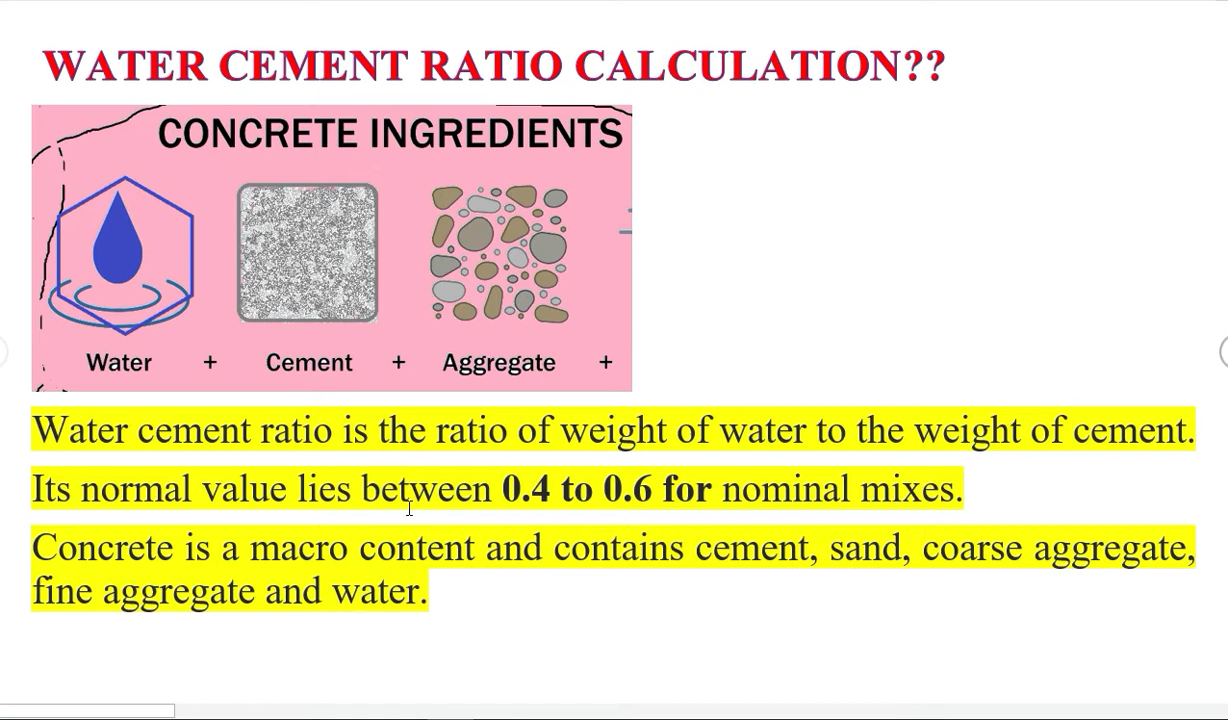 WATER CEMENT RATIO CALCULATION??
CONCRETE INGREDIENTS
Water + Cement + Aggregate +
Water cement ratio is the ratio of weight of water to the weight of cement.
Its normal value lies between 0.4 to 0.6 for nominal mixes.
Concrete is a macro content and contains cement, sand, coarse aggregate,
fine aggregate and water.